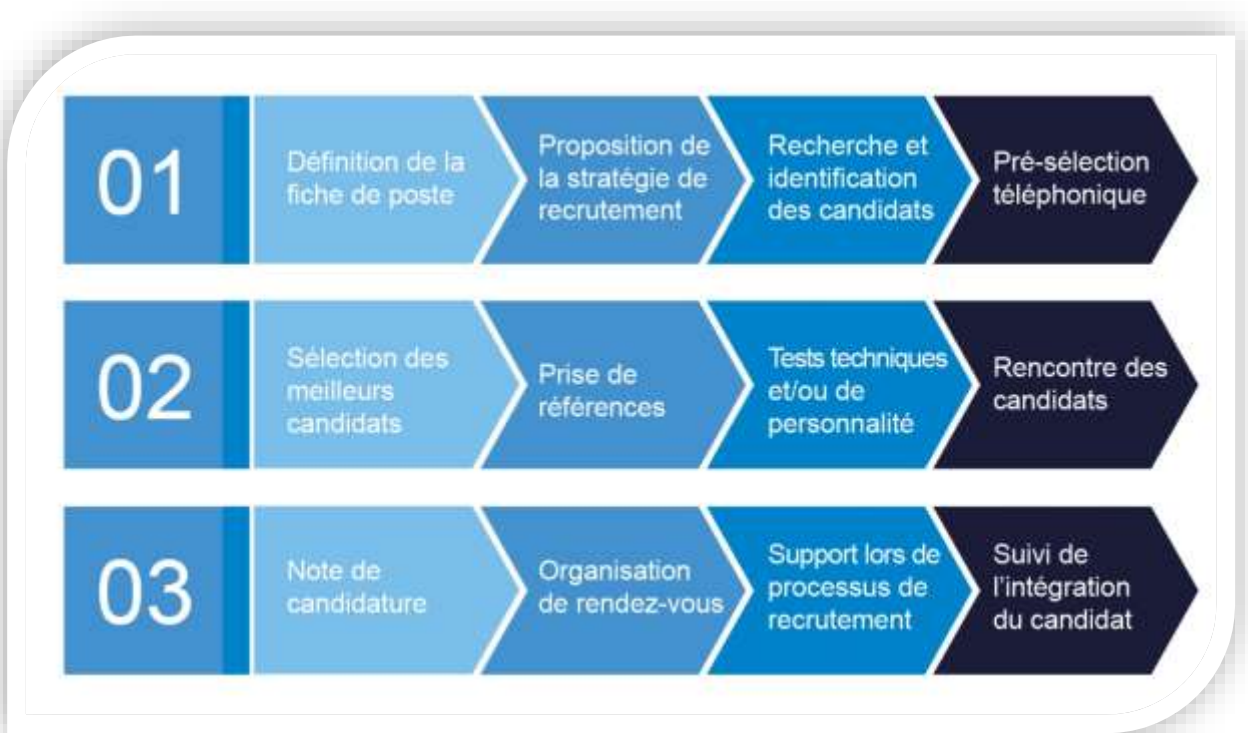 01
Définition de la
fiche de poste
Proposition de
la stratégie de
recrutement
Recherche et
identification
des candidats
Pré-sélection
téléphonique
02
Sélection des
meilleurs
candidats
Prise de
références
Tests techniques
et/ou de
personnalité
Rencontre des
candidats
03
Note de
candidature
Organisation
de rendez-vous
Support lors de
processus de
recrutement
Suivi de
l'intégration
du candidat